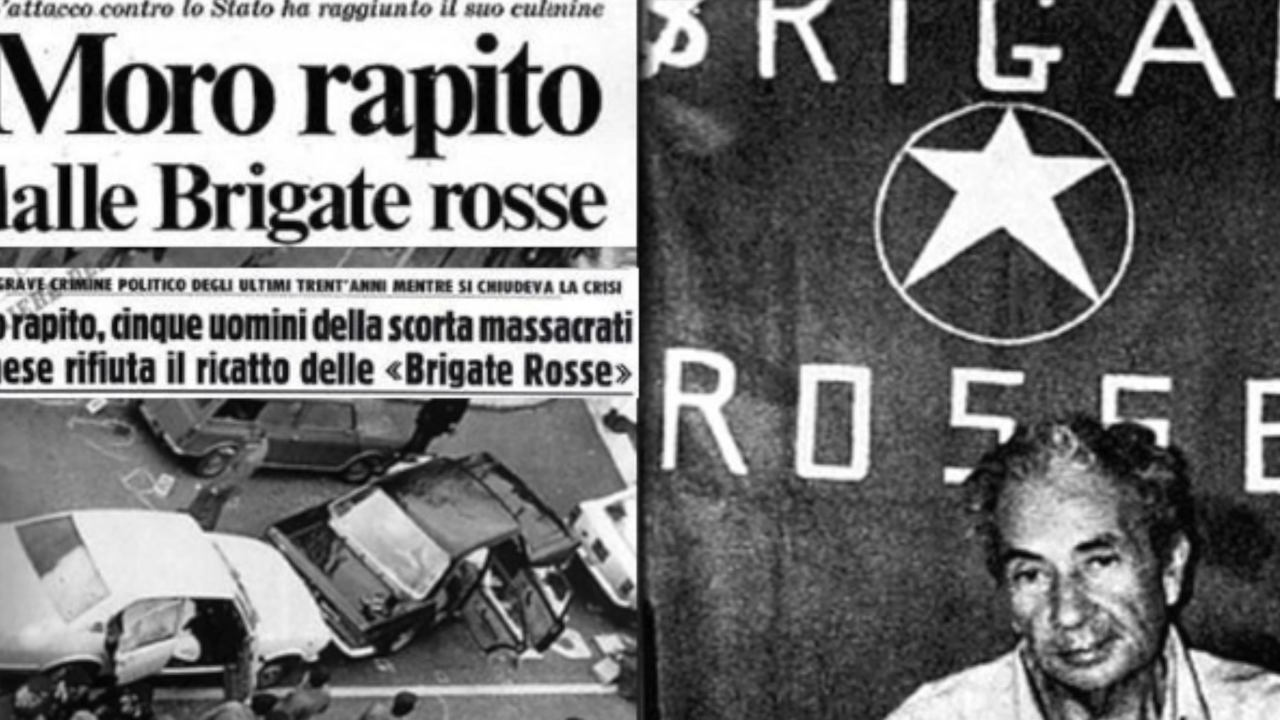 'attacco contro lo Stato ha raggiunto il suo culmine
Moro rapito
dalle Brigate rosse
GRAVE CRIMINE POLITICO DEGLI ULTIMI TRENT'ANNI MENTRE SI CHIUDEVA LA CRISI
o rapito, cinque uomini della scorta massacrati
ese rifiuta il ricatto delle «Brigate Rosse»
BRIGA
ROSSE